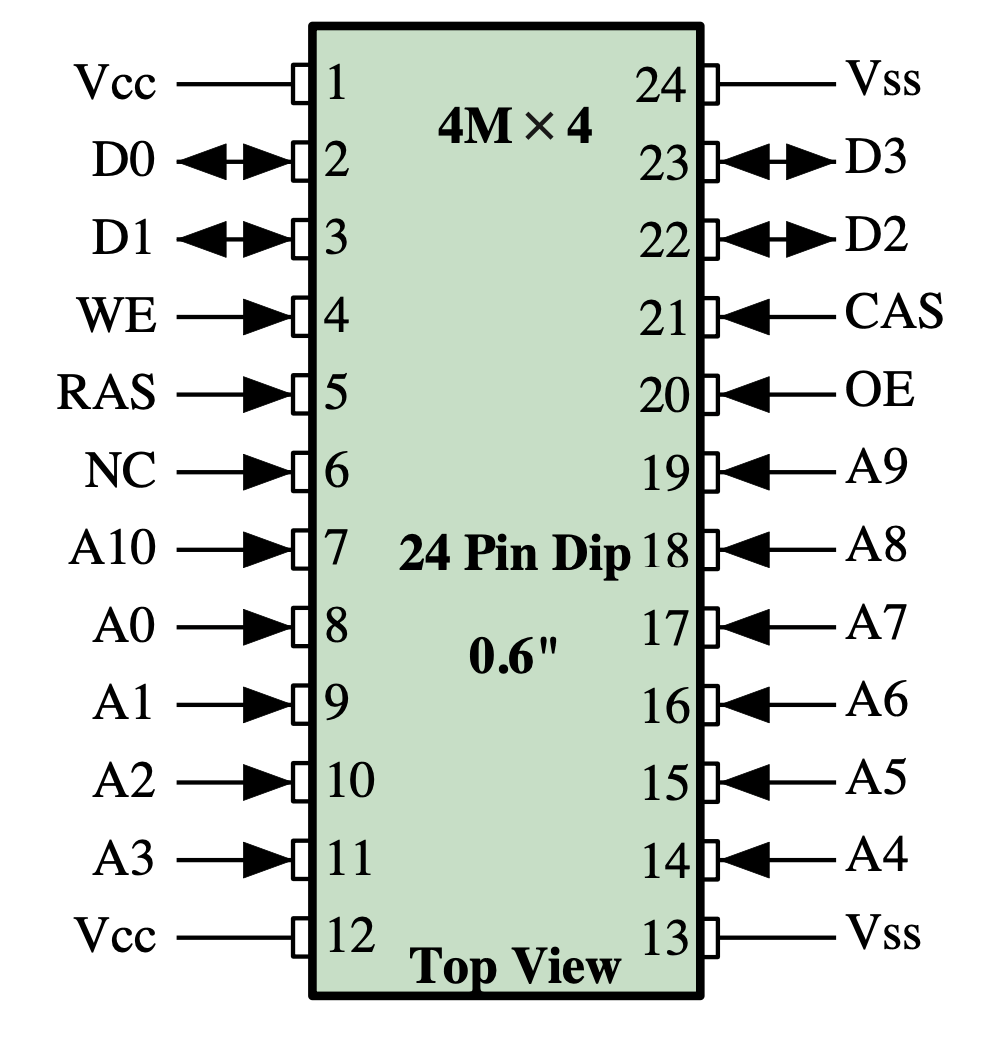 Vcc 1 24 Vss
4M × 4
D0 2 23 D3
D1 3 22 D2
WE 4 21 CAS
RAS 5 20 OE
NC 6 19 A9
A10 7 24 Pin Dip 18 A8
A0 8 17 A7
0.6"
A1 9 16 A6
A2 10 15 A5
A3 11 14 A4
Vcc 12 13 Vss
Top View